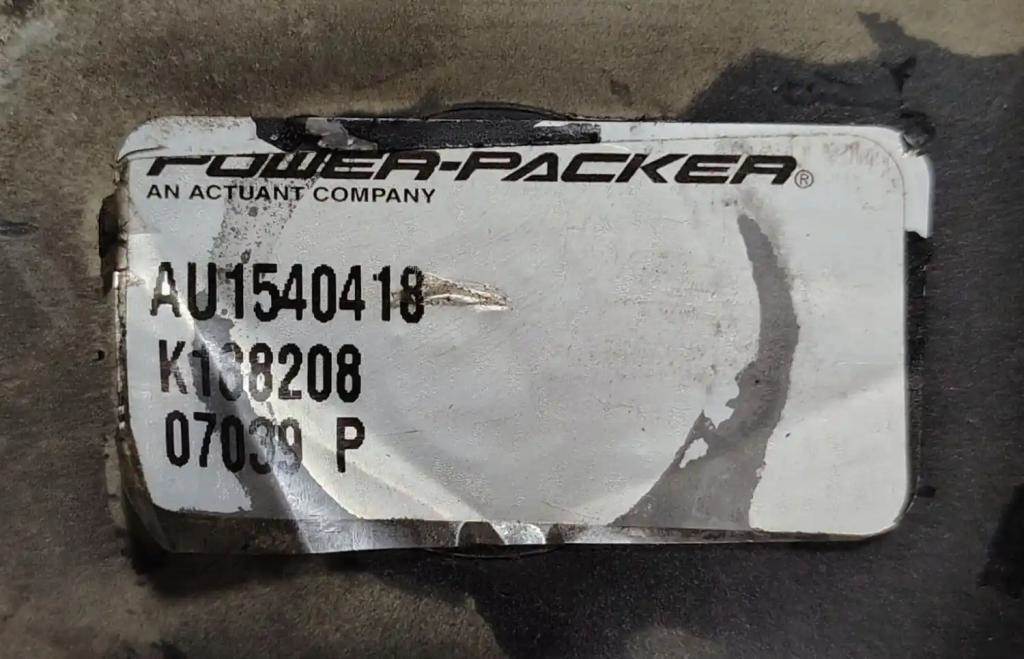 POWER-PACKER®
AN ACTUANT COMPANY
AU1540418
K138208
07039 P